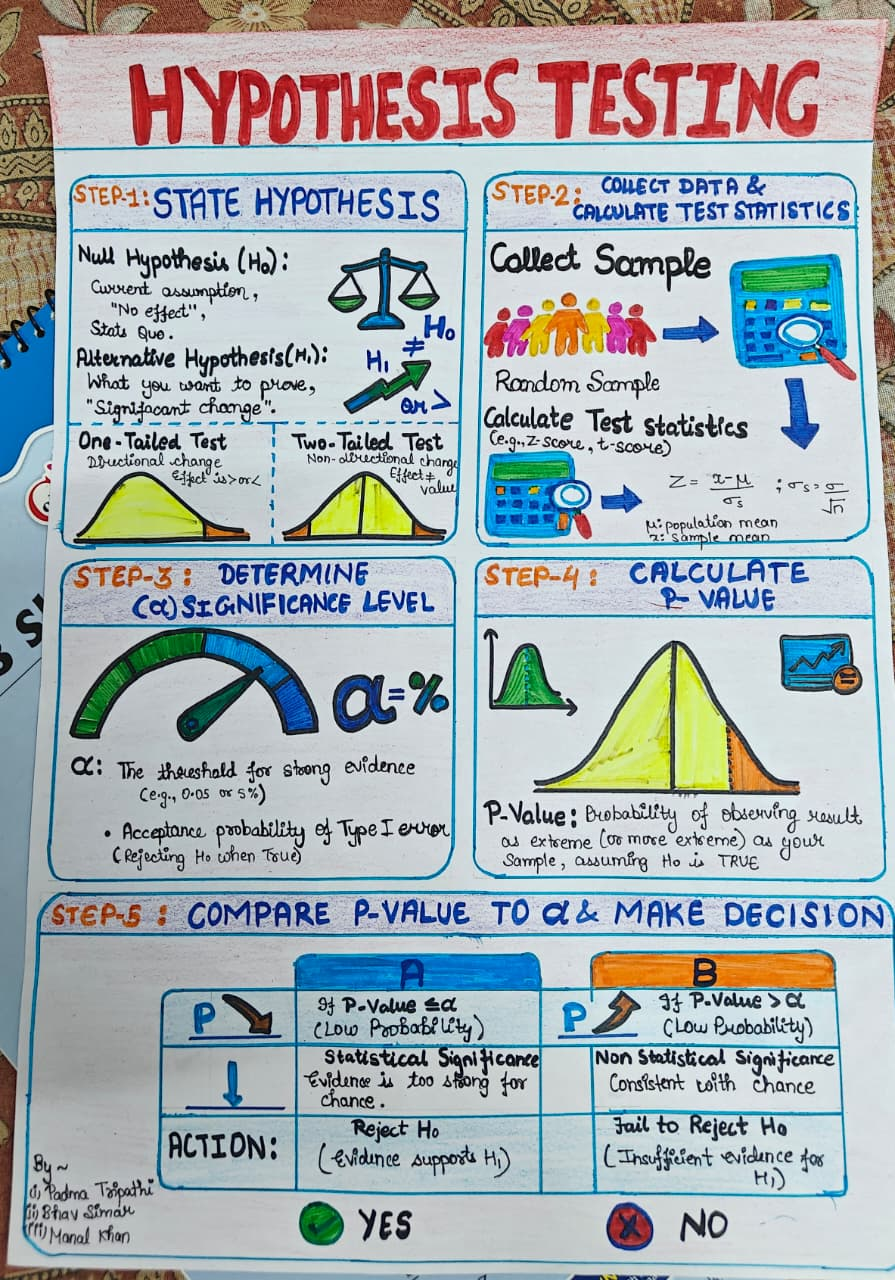 HYPOTHESIS TESTING
STEP-1: STATE HYPOTHESIS
Null Hypothesis (H₀):
Current assumption,
"No effect",
Stats Quo.
Alternative Hypothesis(H₁):
What you want to prove,
"Signifacant change".
H₁ ≠ H₀
or >
One-Tailed Test
Directional change
Effect is > or <
Two-Tailed Test
Non-directional change
Effect ≠
value
STEP-2: COLLECT DATA &
CALCULATE TEST STATISTICS
Collect Sample
Random Sample
Calculate Test statistics
(e.g., z-score, t-score)
Z = x-μ / σs ; σs = σ / √n
μ: population mean
x: sample mean
STEP-3: DETERMINE
(α) SIGNIFICANCE LEVEL
α = %
α: The threshold for strong evidence
(e.g., 0.05 or 5%)
• Acceptance probability of Type I error
(Rejecting H₀ when True)
STEP-4: CALCULATE
P-VALUE
P-Value: Probability of observing result
as extreme (or more extreme) as your
Sample, assuming H₀ is TRUE
STEP-5: COMPARE P-VALUE TO α & MAKE DECISION
A
B
P
If P-Value ≤ α
(Low Probability)
P
If P-Value > α
(Low Probability)
Statistical Significance
Evidence is too strong for
chance.
Non Statistical Significance
Consistent with chance
ACTION:
Reject H₀
(Evidence supports H₁)
Fail to Reject H₀
(Insufficient evidence for
H₁)
YES
NO
By ~
(i) Padma Tripathi
(ii) Bhav Simar
(iii) Manal Khan